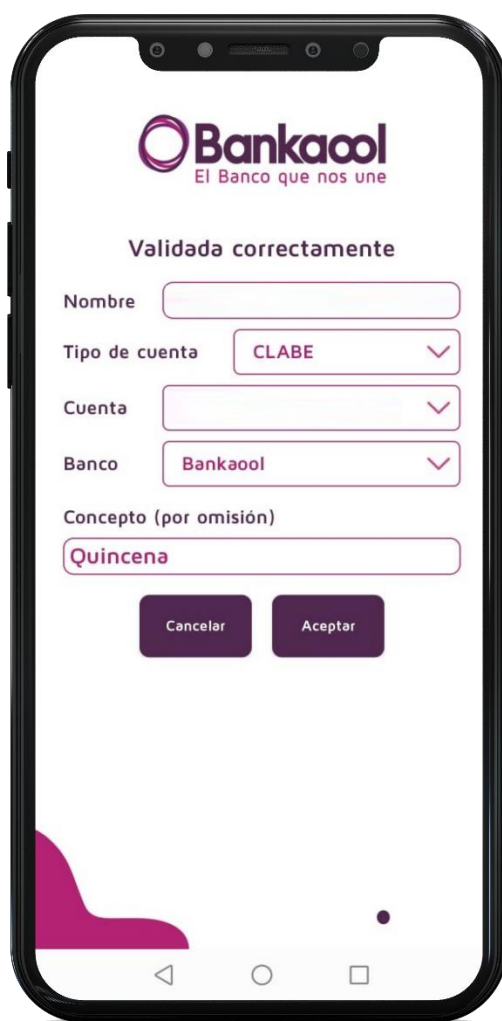 Bankaool
El Banco que nos une
Validada correctamente
Nombre
Tipo de cuenta CLABE
Cuenta
Banco Bankaool
Concepto (por omisión)
Quincena
Cancelar Aceptar